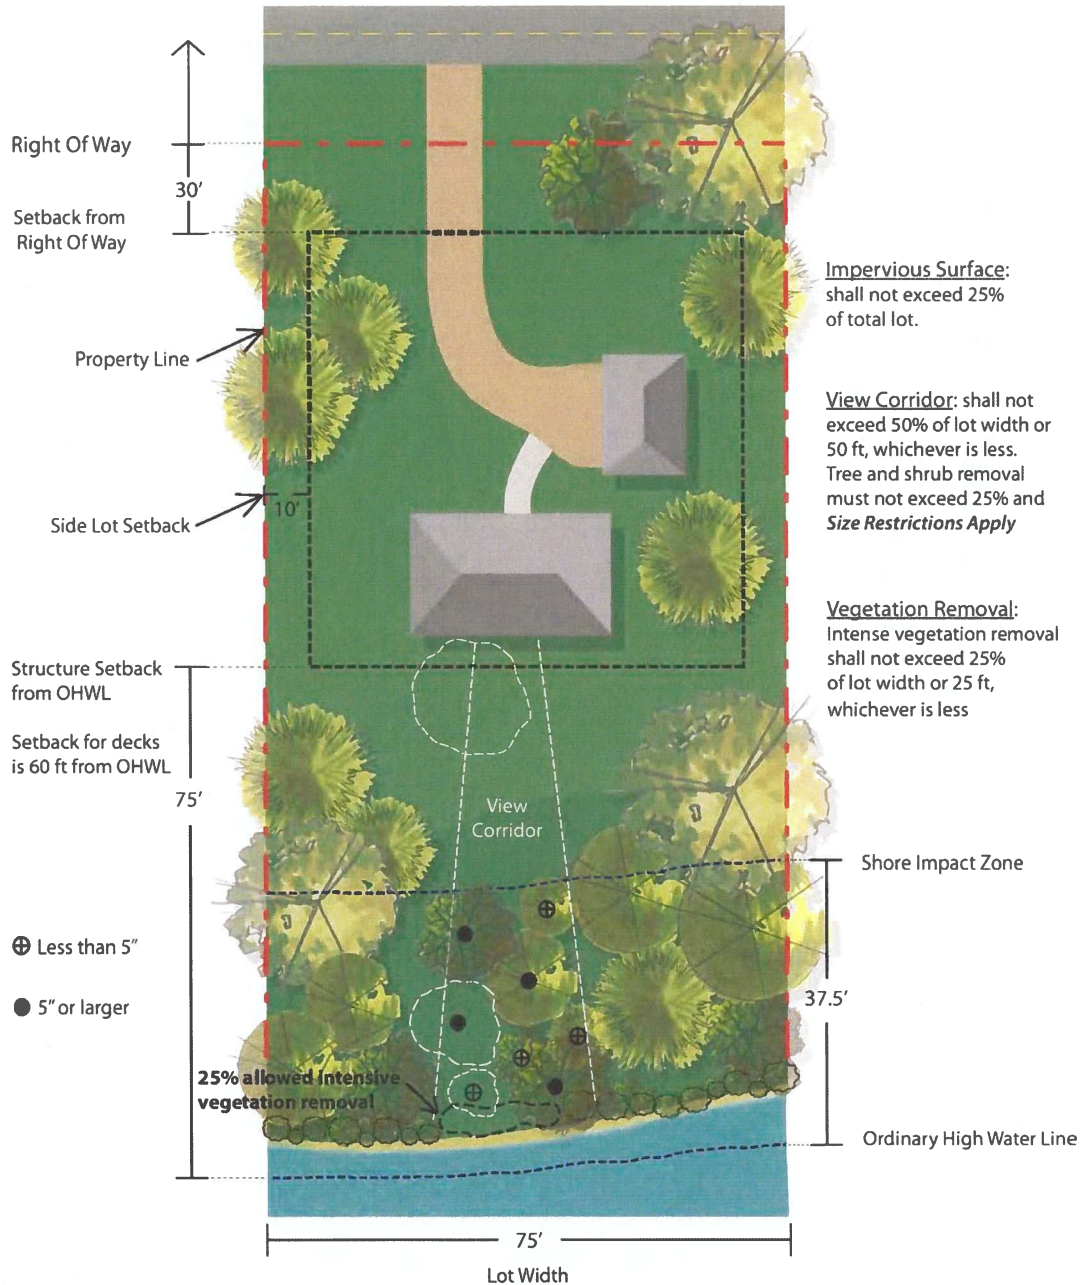 Right Of Way
30’
Setback from
Right Of Way
Property Line
10’
Side Lot Setback
Structure Setback
from OHWL
Setback for decks
is 60 ft from OHWL
75’
Less than 5”
5” or larger
25% allowed intensive
vegetation removal
View
Corridor
Impervious Surface:
shall not exceed 25%
of total lot.
View Corridor: shall not
exceed 50% of lot width or
50 ft, whichever is less.
Tree and shrub removal
must not exceed 25% and
Size Restrictions Apply
Vegetation Removal:
Intense vegetation removal
shall not exceed 25%
of lot width or 25 ft,
whichever is less
Shore Impact Zone
37.5’
Ordinary High Water Line
75’
Lot Width